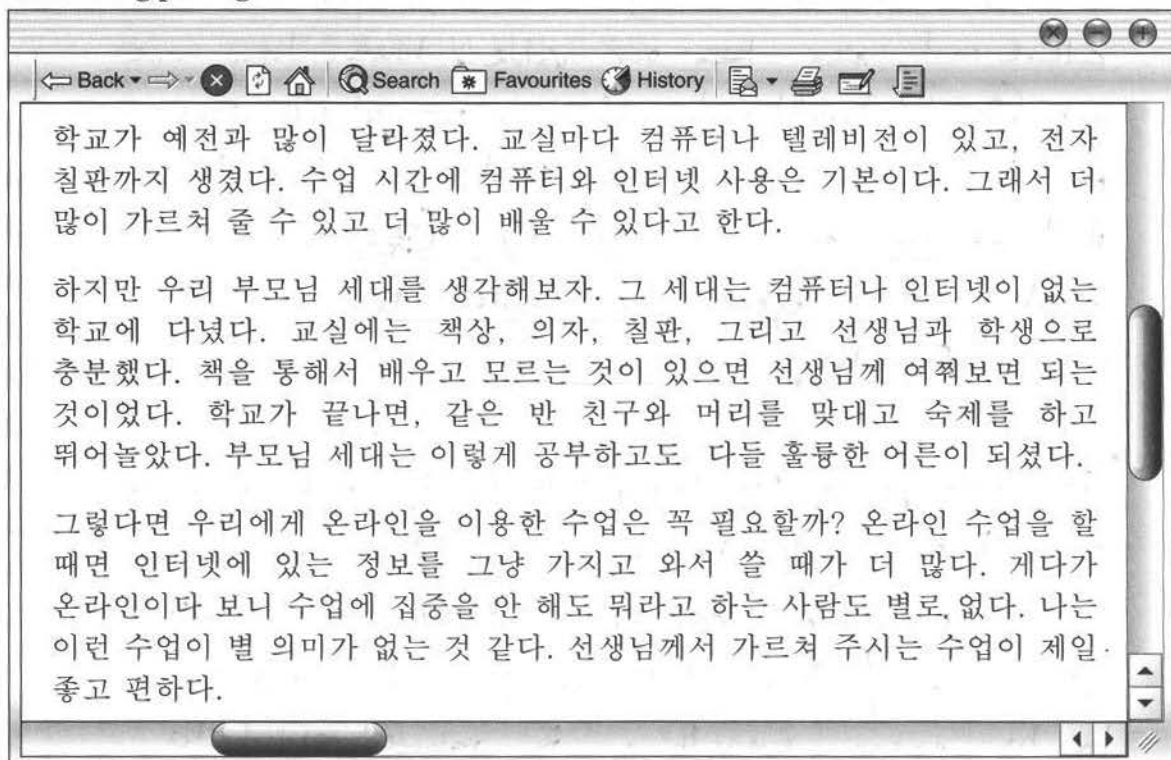 Back
Search
Favourites
History
학교가 예전과 많이 달라졌다. 교실마다 컴퓨터나 텔레비전이 있고, 전자
칠판까지 생겼다. 수업 시간에 컴퓨터와 인터넷 사용은 기본이다. 그래서 더
많이 가르쳐 줄 수 있고 더 많이 배울 수 있다고 한다.
하지만 우리 부모님 세대를 생각해보자. 그 세대는 컴퓨터나 인터넷이 없는
학교에 다녔다. 교실에는 책상, 의자, 칠판, 그리고 선생님과 학생으로
충분했다. 책을 통해서 배우고 모르는 것이 있으면 선생님께 여쭤보면 되는
것이었다. 학교가 끝나면, 같은 반 친구와 머리를 맞대고 숙제를 하고
뛰어놀았다. 부모님 세대는 이렇게 공부하고도 다들 훌륭한 어른이 되셨다.
그렇다면 우리에게 온라인을 이용한 수업은 꼭 필요할까? 온라인 수업을 할
때면 인터넷에 있는 정보를 그냥 가지고 와서 쓸 때가 더 많다. 게다가
온라인이다 보니 수업에 집중을 안 해도 뭐라고 하는 사람도 별로 없다. 나는
이런 수업이 별 의미가 없는 것 같다. 선생님께서 가르쳐 주시는 수업이 제일
좋고 편하다.